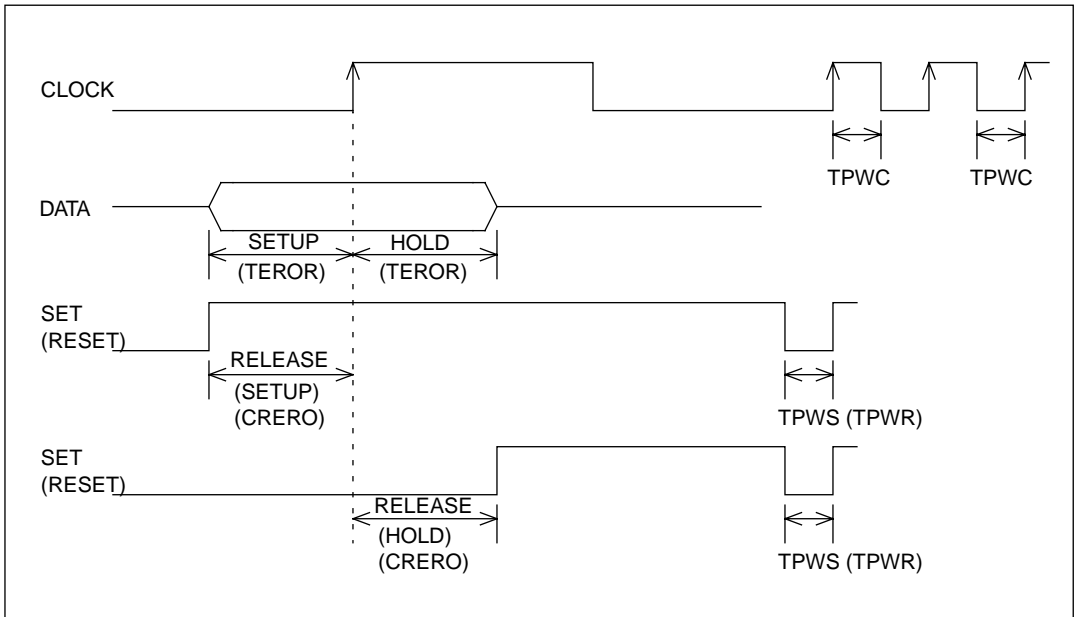 CLOCK
TPWC
TPWC
DATA
SETUP
HOLD
(TEROR)
(TEROR)
SET
(RESET)
RELEASE
(SETUP)
(CRERO)
TPWS (TPWR)
SET
(RESET)
RELEASE
(HOLD)
(CRERO)
TPWS (TPWR)